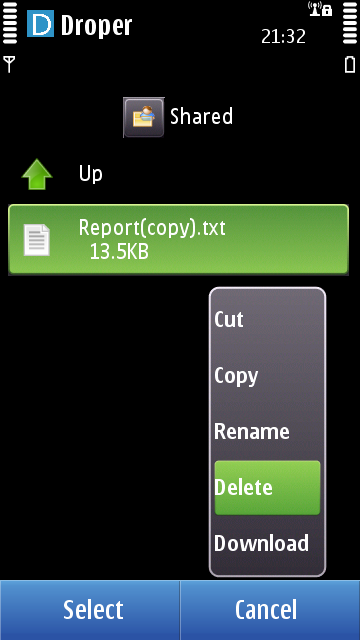 D Droper
21:32
Shared
Up
Report(copy).txt
13.5KB
Cut
Copy
Rename
Delete
Download
Select Cancel